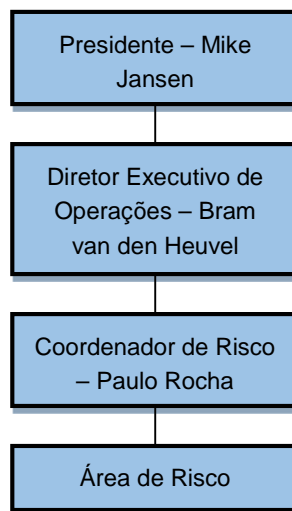 Presidente – Mike
Jansen
Diretor Executivo de
Operações – Bram
van den Heuvel
Coordenador de Risco
– Paulo Rocha
Área de Risco